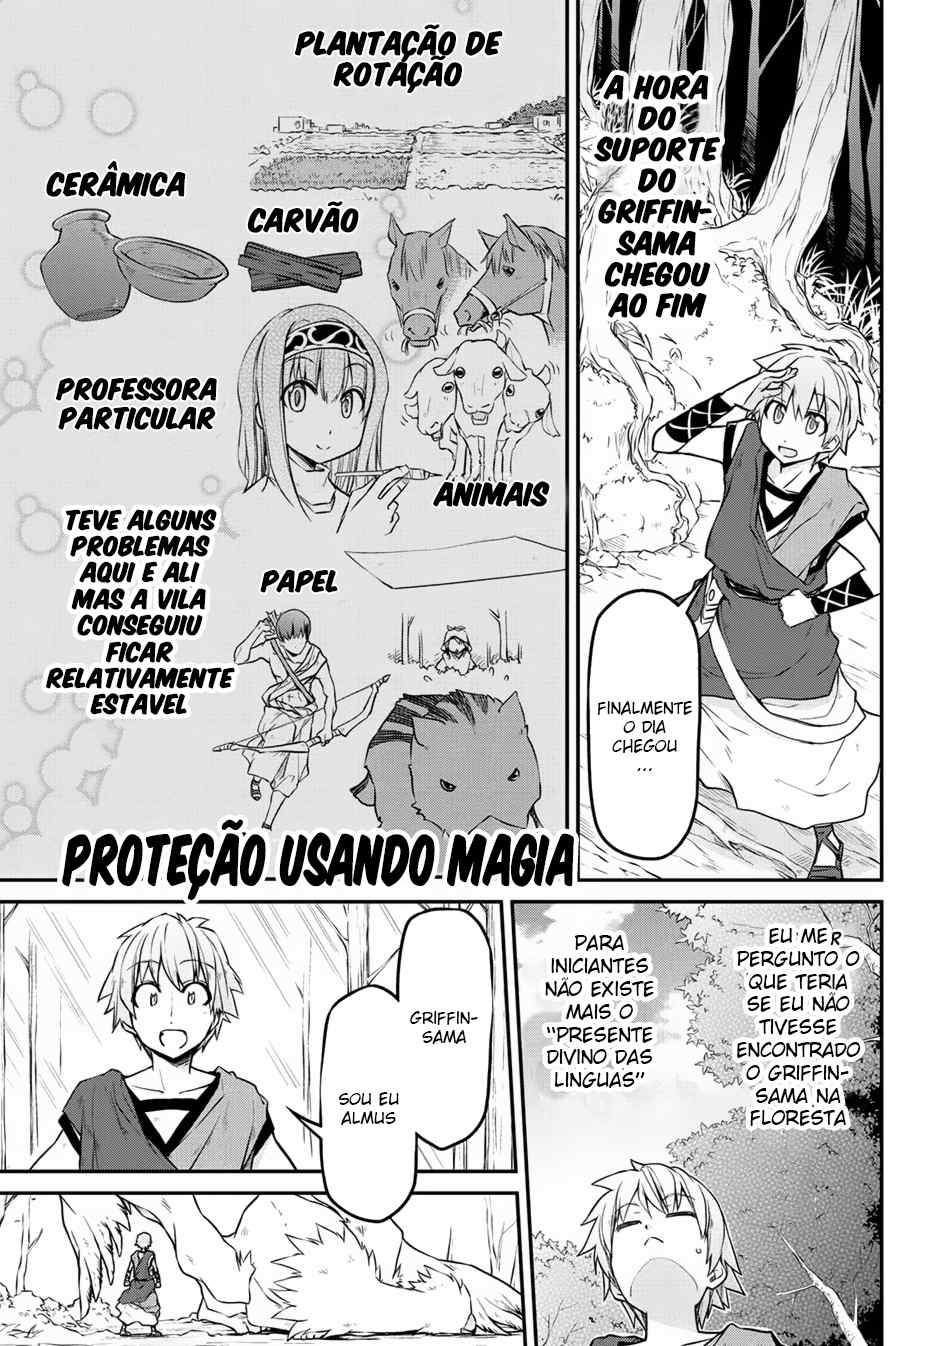 A HORA
DO
SUPORTE
DO
GRIFFIN-
SAMA
CHEGOU
AO FIM
FINALMENTE
O DIA
CHEGOU
...
PLANTAÇÃO DE
ROTAÇÃO
CERÂMICA
CARVÃO
PROFESSORA
PARTICULAR
ANIMAIS
PAPEL
TEVE ALGUNS
PROBLEMAS
AQUI E ALI
MAS A VILA
CONSEGUIU
FICAR
RELATIVAMENTE
ESTAVEL
PROTEÇÃO USANDO MAGIA
EU MER
PERGUNTO O
QUE TERIA
SE EU NÃO
TIVESSE
ENCONTRADO
O GRIFFIN-
SAMA NA
FLORESTA
PARA
INICIANTES
NÃO EXISTE
MAIS O
"PRESENTE
DIVINO DAS
LINGUAS"
GRIFFIN-
SAMA
SOU EU
ALMUS